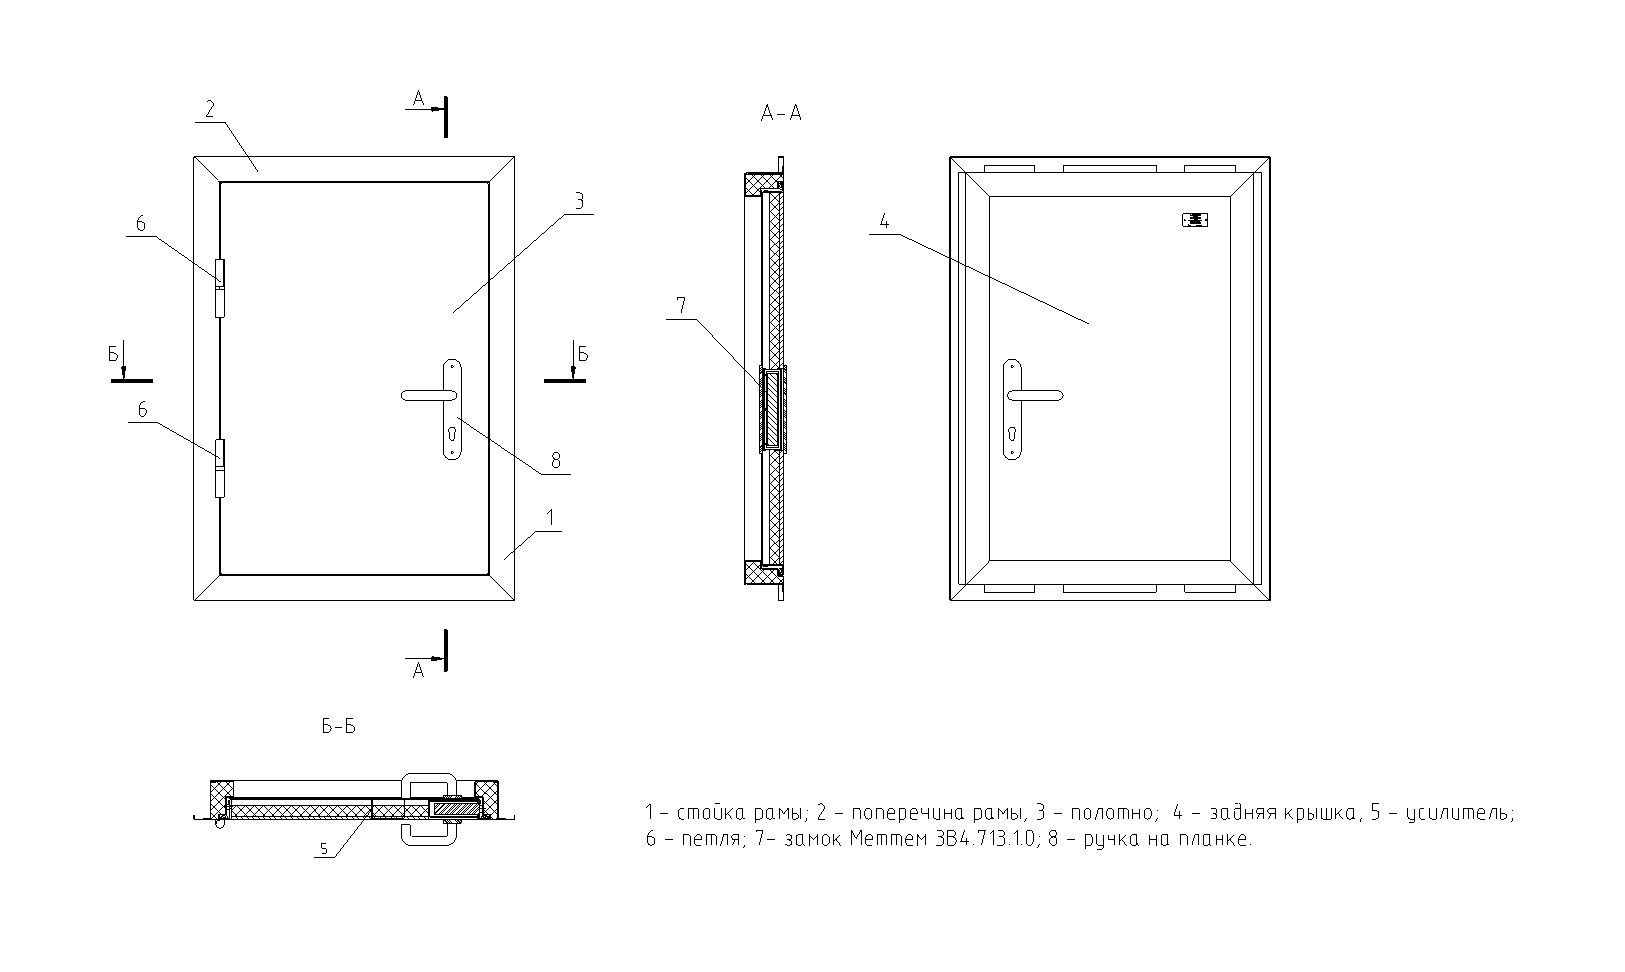 А
2
А-А
3
6
4
7
Б
Б
6
8
1
А
Б-Б
5
1 - стойка рамы; 2 - поперечина рамы, 3 - полотно; 4 - задняя крышка, 5 - усилитель;
6 - петля; 7- замок Меттем ЗВ4.713.1.0; 8 - ручка на планке.